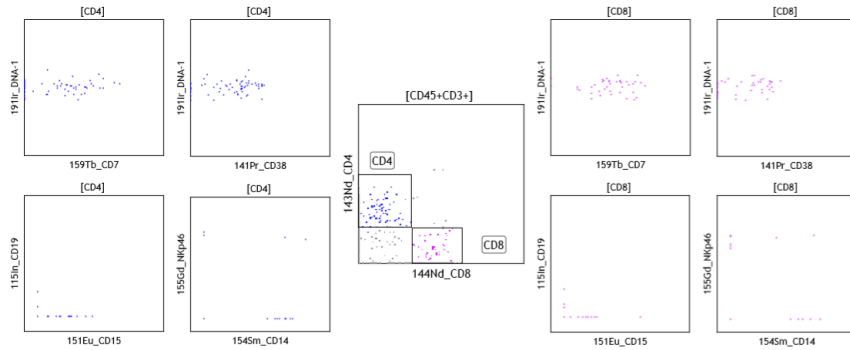 [CD4]
[CD4]
[CD8]
[CD8]
191Ir_DNA-1
191Ir_DNA-1
191Ir_DNA-1
191Ir_DNA-1
159Tb_CD7
141Pr_CD38
159Tb_CD7
141Pr_CD38
[CD45+CD3+]
CD4
143Nd_CD4
CD8
144Nd_CD8
[CD4]
[CD4]
[CD8]
[CD8]
115In_CD19
155Gd_NKp46
115In_CD19
155Gd_NKp46
151Eu_CD15
154Sm_CD14
151Eu_CD15
154Sm_CD14